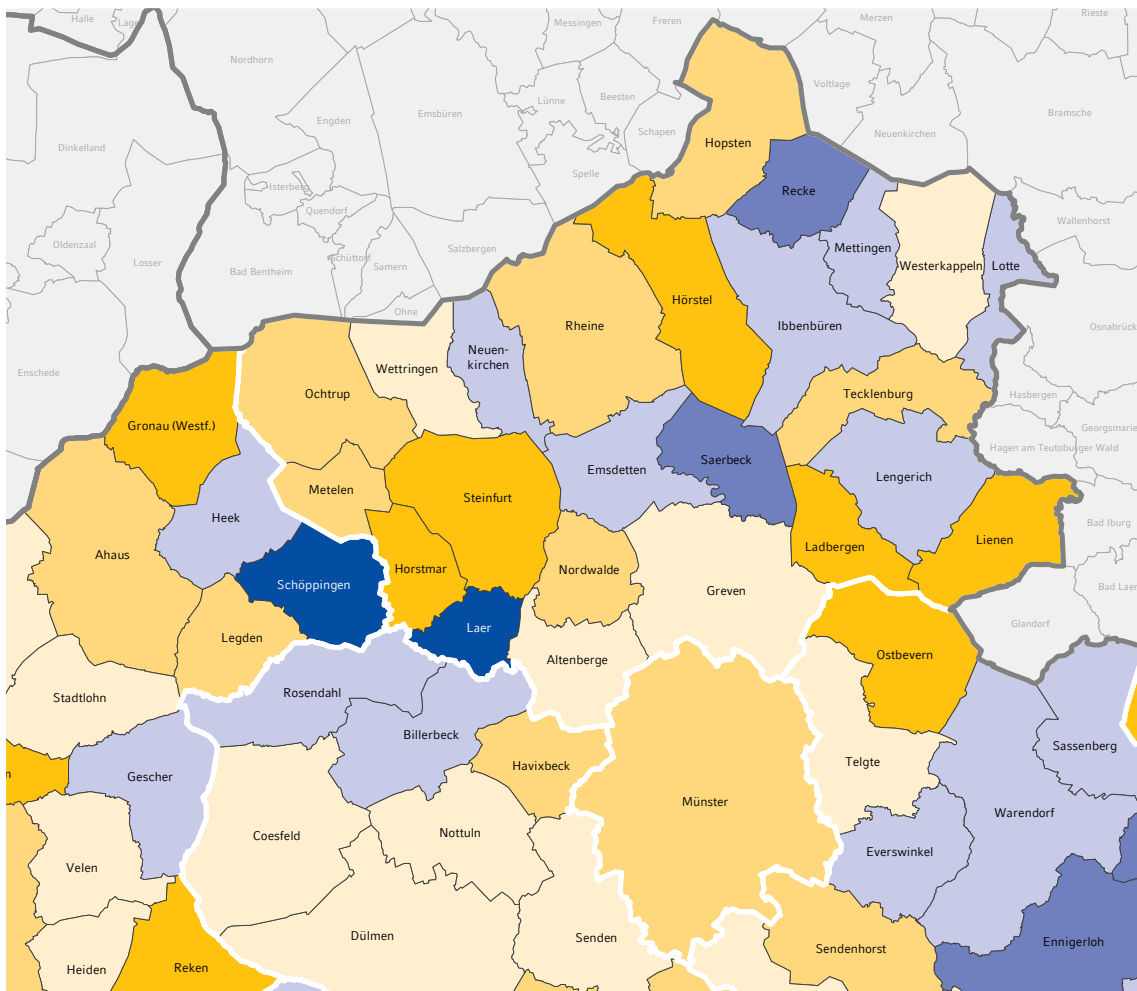 Halle
Lage
Messingen
Freren
Merzen
Rieste
Nordhorn
Voltlage
Lünne
Beesten
Emsbüren
Bramsche
Engden
Schapen
Neuenkirchen
Hopsten
Dinkelland
Spelle
Isterberg
Recke
Quendorf
Wallenhorst
Oldenzaal
Losser
Salzbergen
Mettingen
Schüttorf
Samern
Bad Bentheim
Westerkappeln
Lotte
Hörstel
Ohne
Rheine
Ibbenbüren
Osnabrück
Neuen-
kirchen
Enschede
Wettringen
Ochtrup
Tecklenburg
Hasbergen
Gronau (Westf.)
Georgsmarie
Hagen am Teutoburger Wald
Saerbeck
Emsdetten
Lengerich
Metelen
Steinfurt
Heek
Bad Iburg
Ahaus
Ladbergen
Lienen
Horstmar
Nordwalde
Schöppingen
Bad Laer
Greven
Laer
Glandorf
Legden
Ostbevern
Altenberge
Rosendahl
Stadtlohn
Billerbeck
Sassenberg
Telgte
Havixbeck
n
Gescher
Münster
Warendorf
Nottuln
Coesfeld
Everswinkel
Velen
Dülmen
Senden
Ennigerloh
Sendenhorst
Reken
Heiden